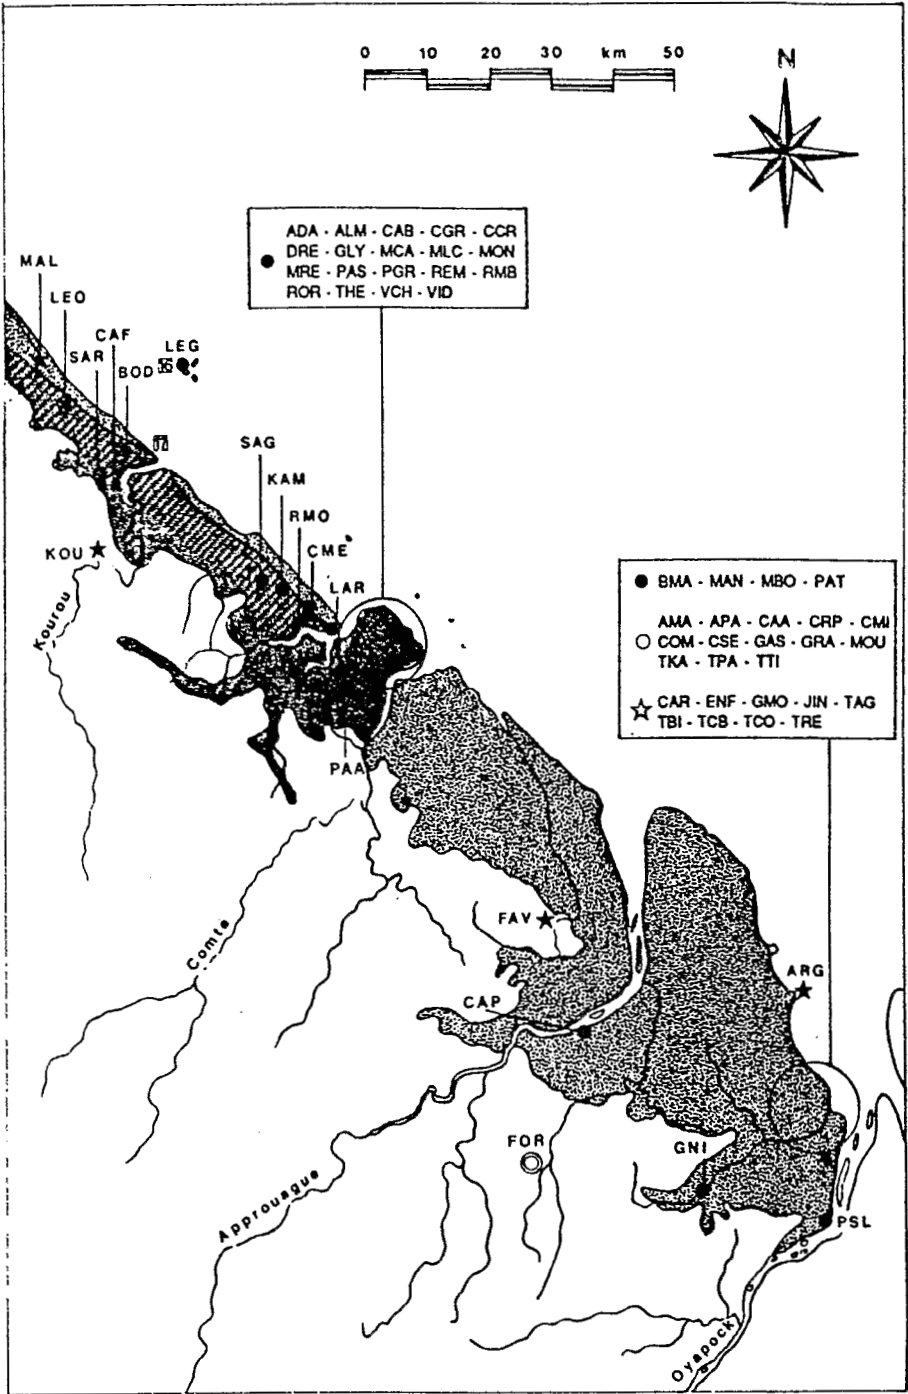 0 10 20 30 km 50
N
ADA - ALM - CAB - CGR - CCR
DRE - GLY - MCA - MLC - MON
MRE - PAS - PGR - REM - RMB
ROR - THE - VCH - VID
MAL
LEO
CAF
SAR
BOD
LEG
SAG
KAM
RMO
CME
LAR
KOU
Kourou
BMA - MAN - MBO - PAT
AMA - APA - CAA - CRP - CMI
COM - CSE - GAS - GRA - MOU
TKA - TPA - TTI
CAR - ENF - GMO - JIN - TAG
TBI - TCB - TCO - TRE
PAA
FAV
Comte
ARG
CAP
FOR
GNI
Approuague
PSL
Oyapock